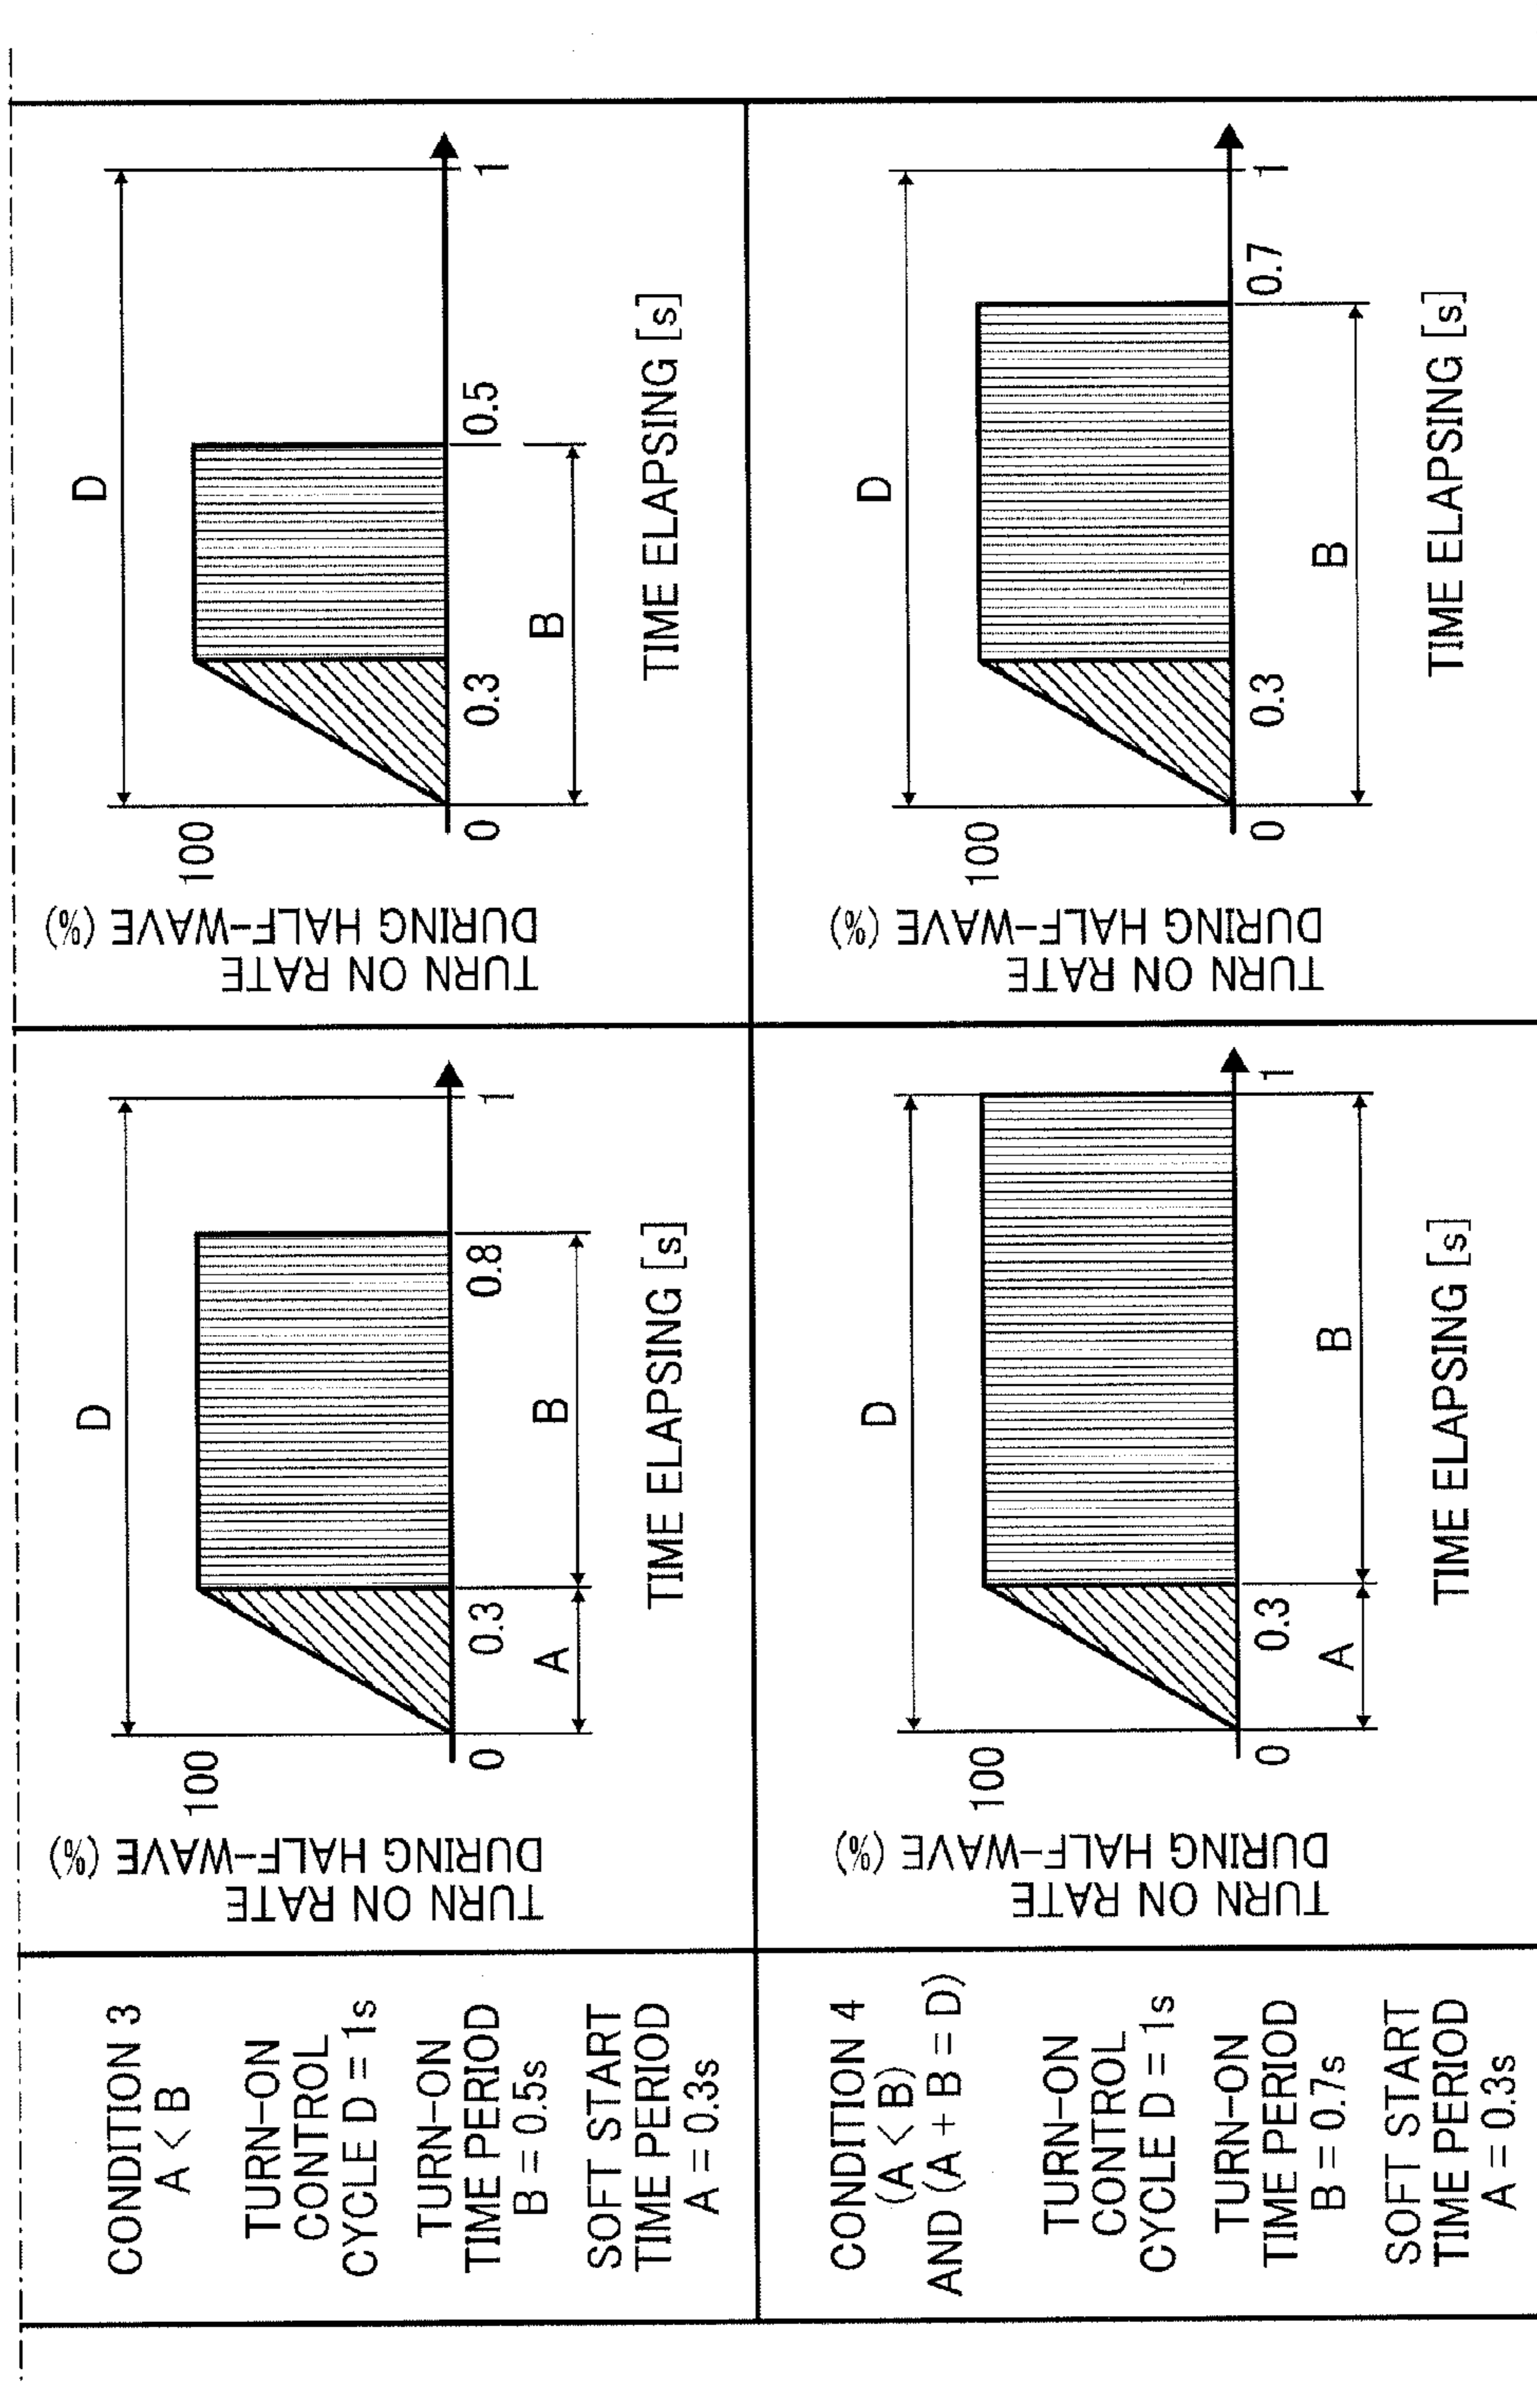 CONDITION 3
A < B
TURN-ON
CONTROL
CYCLE D = 1s
TURN-ON
TIME PERIOD
B = 0.5s
SOFT START
TIME PERIOD
A = 0.3s
TURN ON RATE
DURING HALF-WAVE (%)
100
D
0
0.3
0.8
1
A
B
TIME ELAPSING [s]
TURN ON RATE
DURING HALF-WAVE (%)
100
D
0
0.3
0.5
1
B
TIME ELAPSING [s]
CONDITION 4
(A < B)
AND (A + B = D)
TURN-ON
CONTROL
CYCLE D = 1s
TURN-ON
TIME PERIOD
B = 0.7s
SOFT START
TIME PERIOD
A = 0.3s
TURN ON RATE
DURING HALF-WAVE (%)
100
D
0
0.3
1
A
B
TIME ELAPSING [s]
TURN ON RATE
DURING HALF-WAVE (%)
100
D
0
0.3
0.7
1
B
TIME ELAPSING [s]